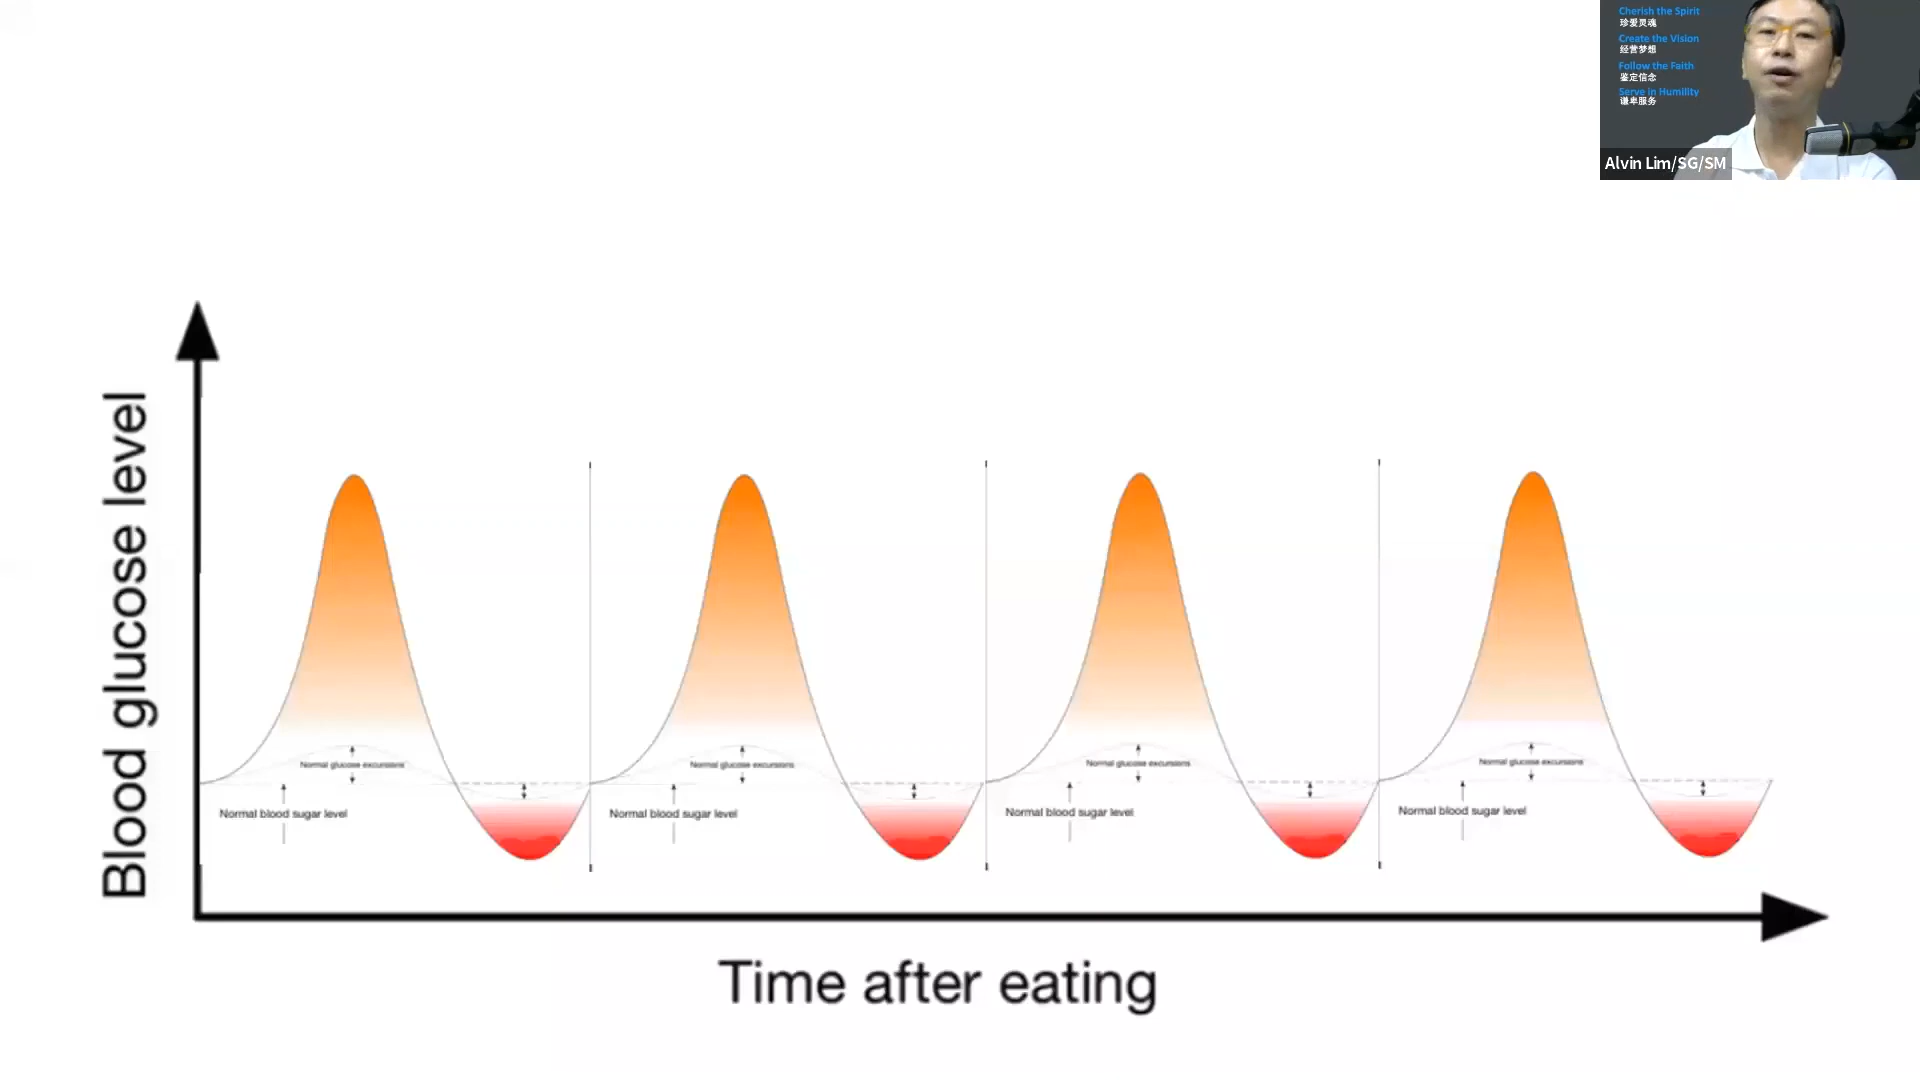 Cherish the Spirit
珍爱灵魂
Create the Vision
经营梦想
Follow the Faith
鉴定信念
Serve in Humility
谦卑服务
Alvin Lim/SG/SM
Blood glucose level
Normal glucose excursions
Normal glucose excursions
Normal glucose excursions
Normal glucose excursions
Normal blood sugar level
Normal blood sugar level
Normal blood sugar level
Normal blood sugar level
Time after eating